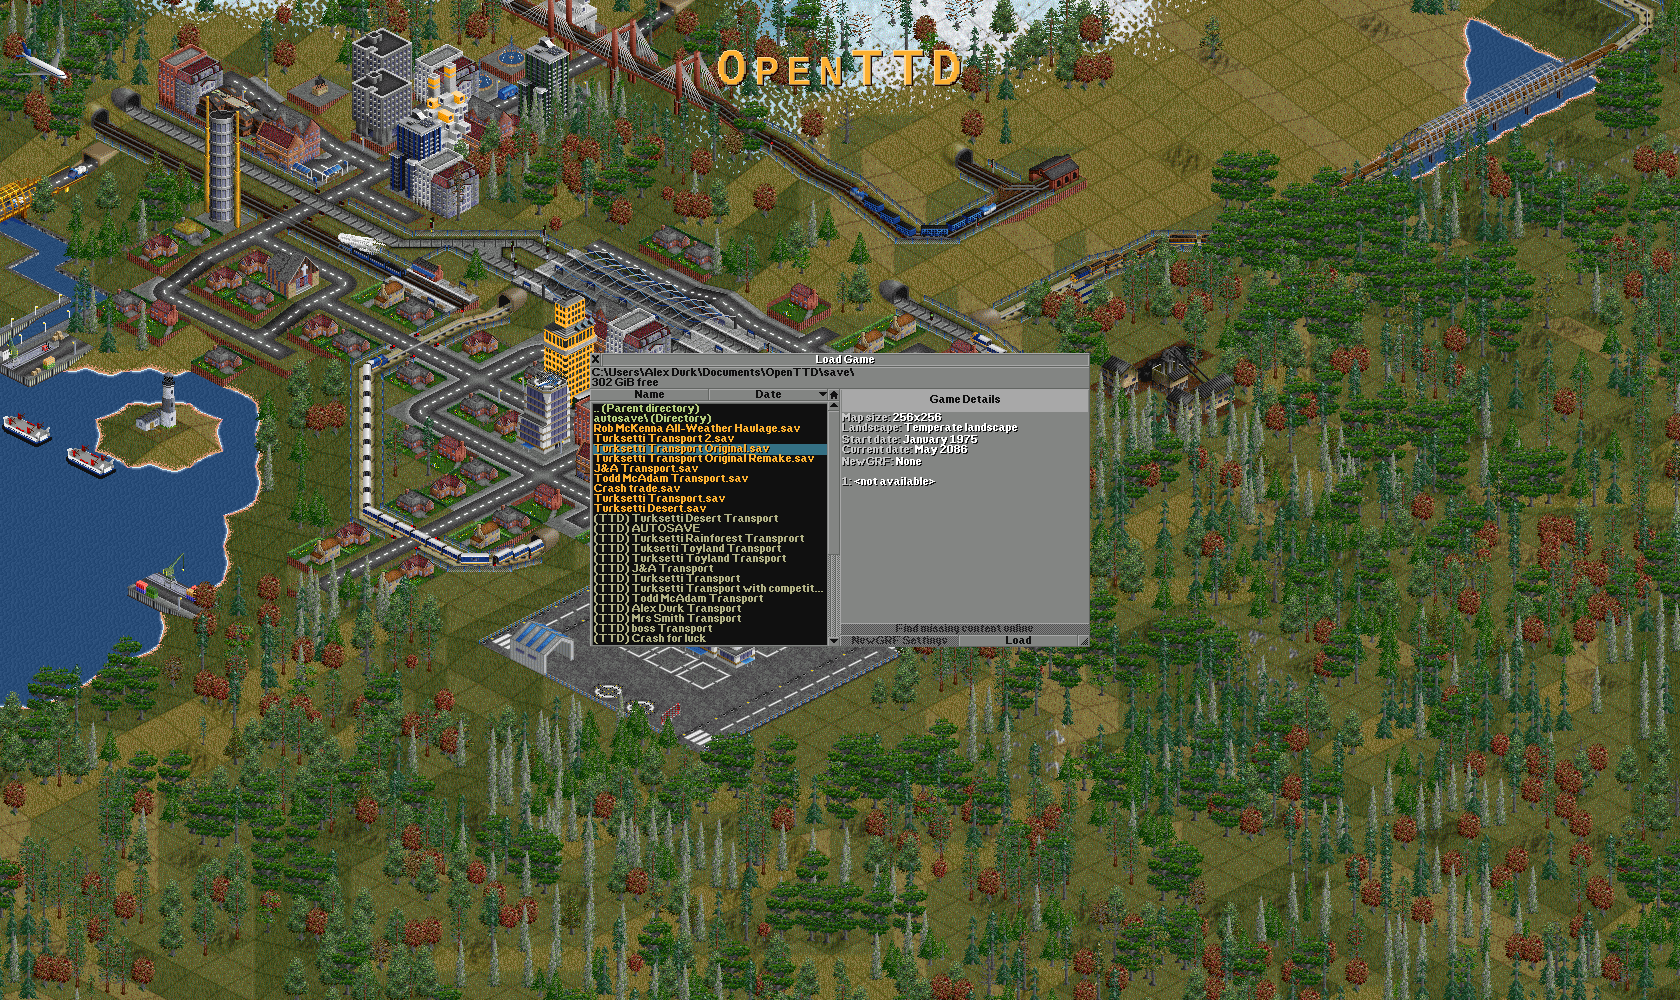 OPENTTD
Load Game
C:\Users\Alex Durk\Documents\OpenTTD\save\
302 GiB free
Name Date
.. (Parent directory)
autosave\ (Directory)
Rob McKenna All-Weather Haulage.sav
Turksetti Transport 2.sav
Turksetti Transport Original.sav
Turksetti Transport Original Remake.sav
J&A Transport.sav
Todd McAdam Transport.sav
Crash trade.sav
Turksetti Transport.sav
Turksetti Desert.sav
(TTD) Turksetti Desert Transport
(TTD) AUTOSAVE
(TTD) Turksetti Rainforest Transprort
(TTD) Tuksetti Toyland Transport
(TTD) Turksetti Toyland Transport
(TTD) J&A Transport
(TTD) Turksetti Transport
(TTD) Turksetti Transport with competit...
(TTD) Todd McAdam Transport
(TTD) Alex Durk Transport
(TTD) Mrs Smith Transport
(TTD) boss Transport
(TTD) Crash for luck
Game Details
Map size: 256x256
Landscape: Temperate landscape
Start date: January 1975
Current date: May 2086
NewGRF: None
1: <not available>
Find missing content online
NewGRF Settings Load